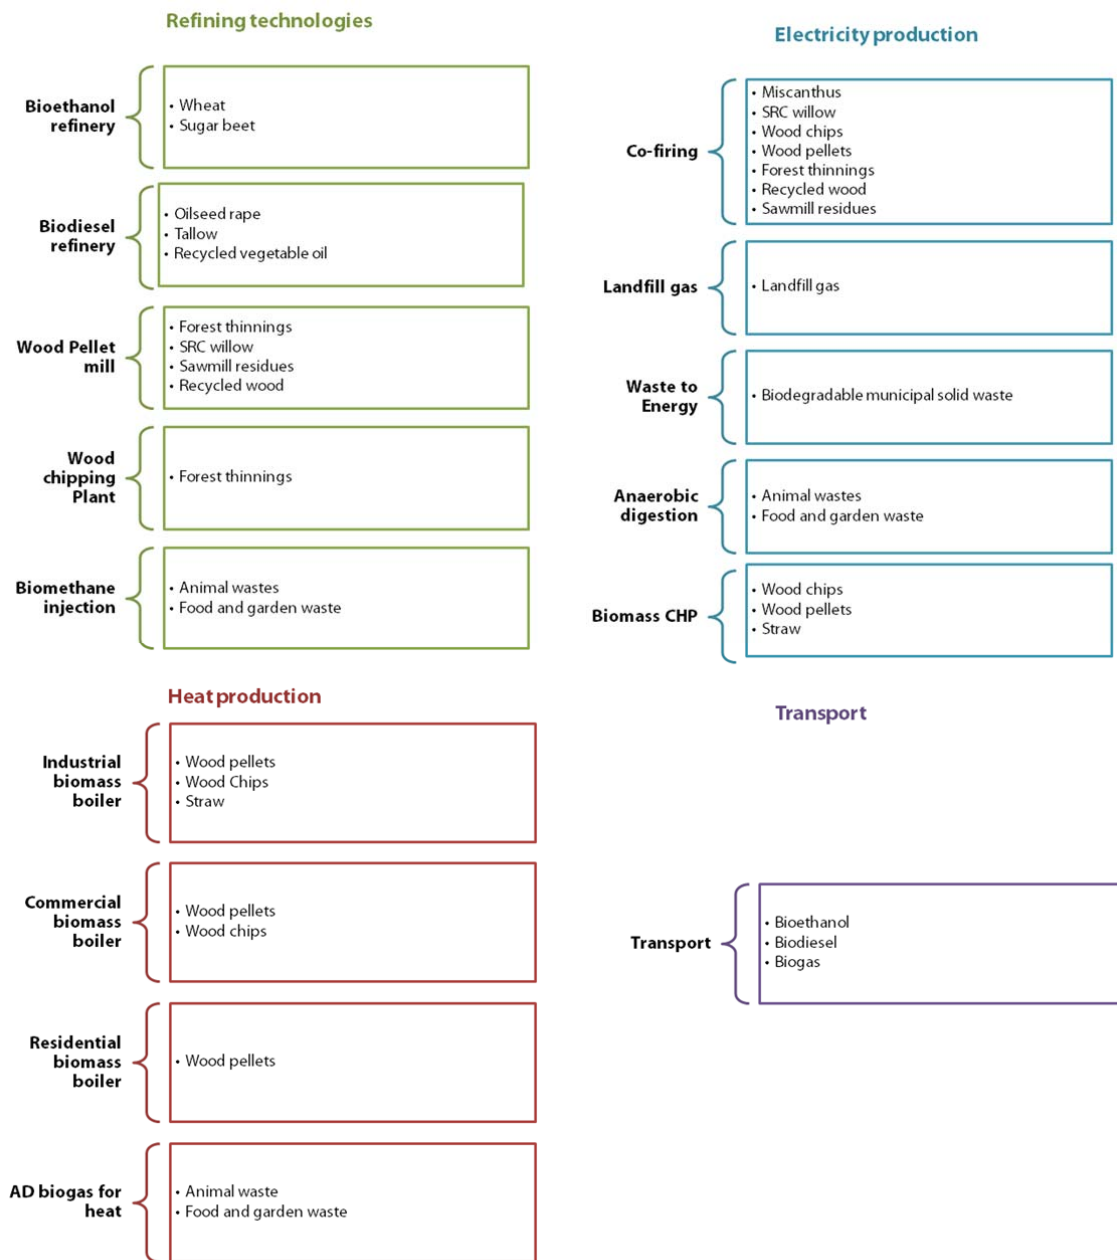 Refining technologies
Bioethanol
refinery
• Wheat
• Sugar beet
Biodiesel
refinery
• Oilseed rape
• Tallow
• Recycled vegetable oil
Wood Pellet
mill
• Forest thinnings
• SRC willow
• Sawmill residues
• Recycled wood
Wood
chipping
Plant
• Forest thinnings
Biomethane
injection
• Animal wastes
• Food and garden waste
Electricity production
Co-firing
• Miscanthus
• SRC willow
• Wood chips
• Wood pellets
• Forest thinnings
• Recycled wood
• Sawmill residues
Landfill gas
• Landfill gas
Waste to
Energy
• Biodegradable municipal solid waste
Anaerobic
digestion
• Animal wastes
• Food and garden waste
Biomass CHP
• Wood chips
• Wood pellets
• Straw
Heat production
Industrial
biomass
boiler
• Wood pellets
• Wood Chips
• Straw
Commercial
biomass
boiler
• Wood pellets
• Wood chips
Residential
biomass
boiler
• Wood pellets
AD biogas for
heat
• Animal waste
• Food and garden waste
Transport
Transport
• Bioethanol
• Biodiesel
• Biogas